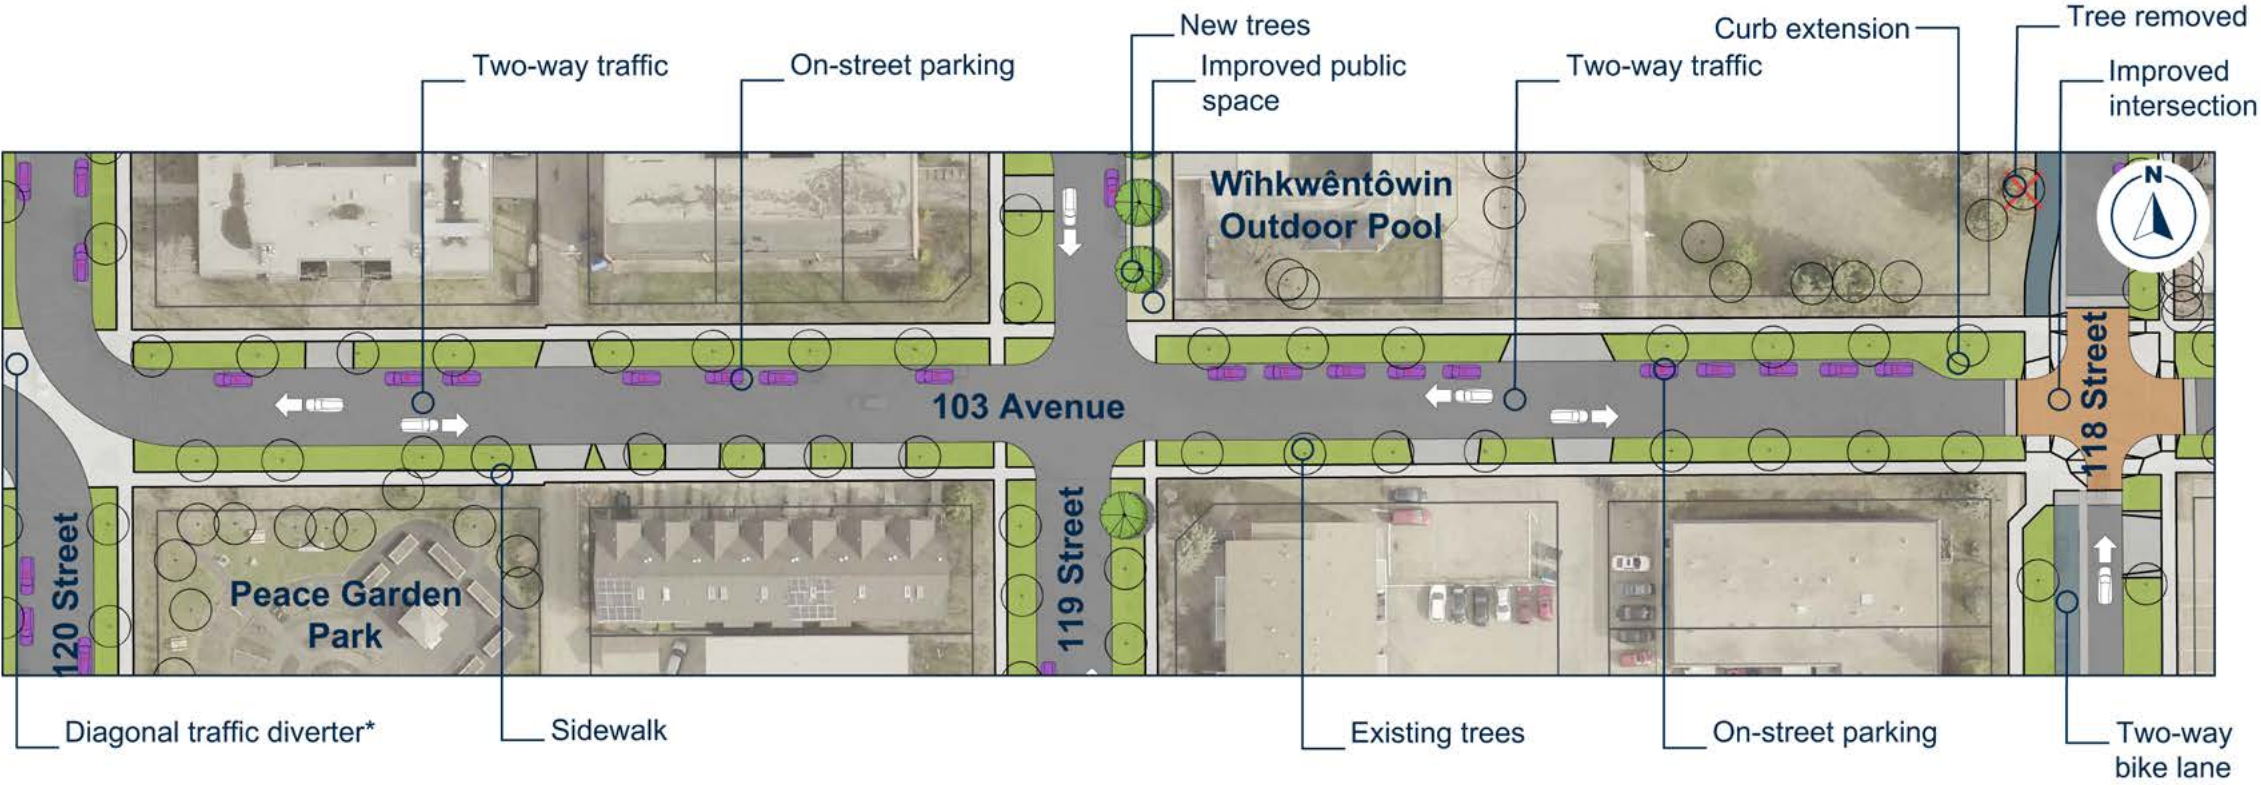 New trees
Curb extension
Tree removed
Two-way traffic
On-street parking
Improved public
space
Two-way traffic
Improved
intersection
N
Wîhkwêntôwin
Outdoor Pool
103 Avenue
118 Street
120 Street
Peace Garden
Park
119 Street
Diagonal traffic diverter*
Sidewalk
Existing trees
On-street parking
Two-way
bike lane